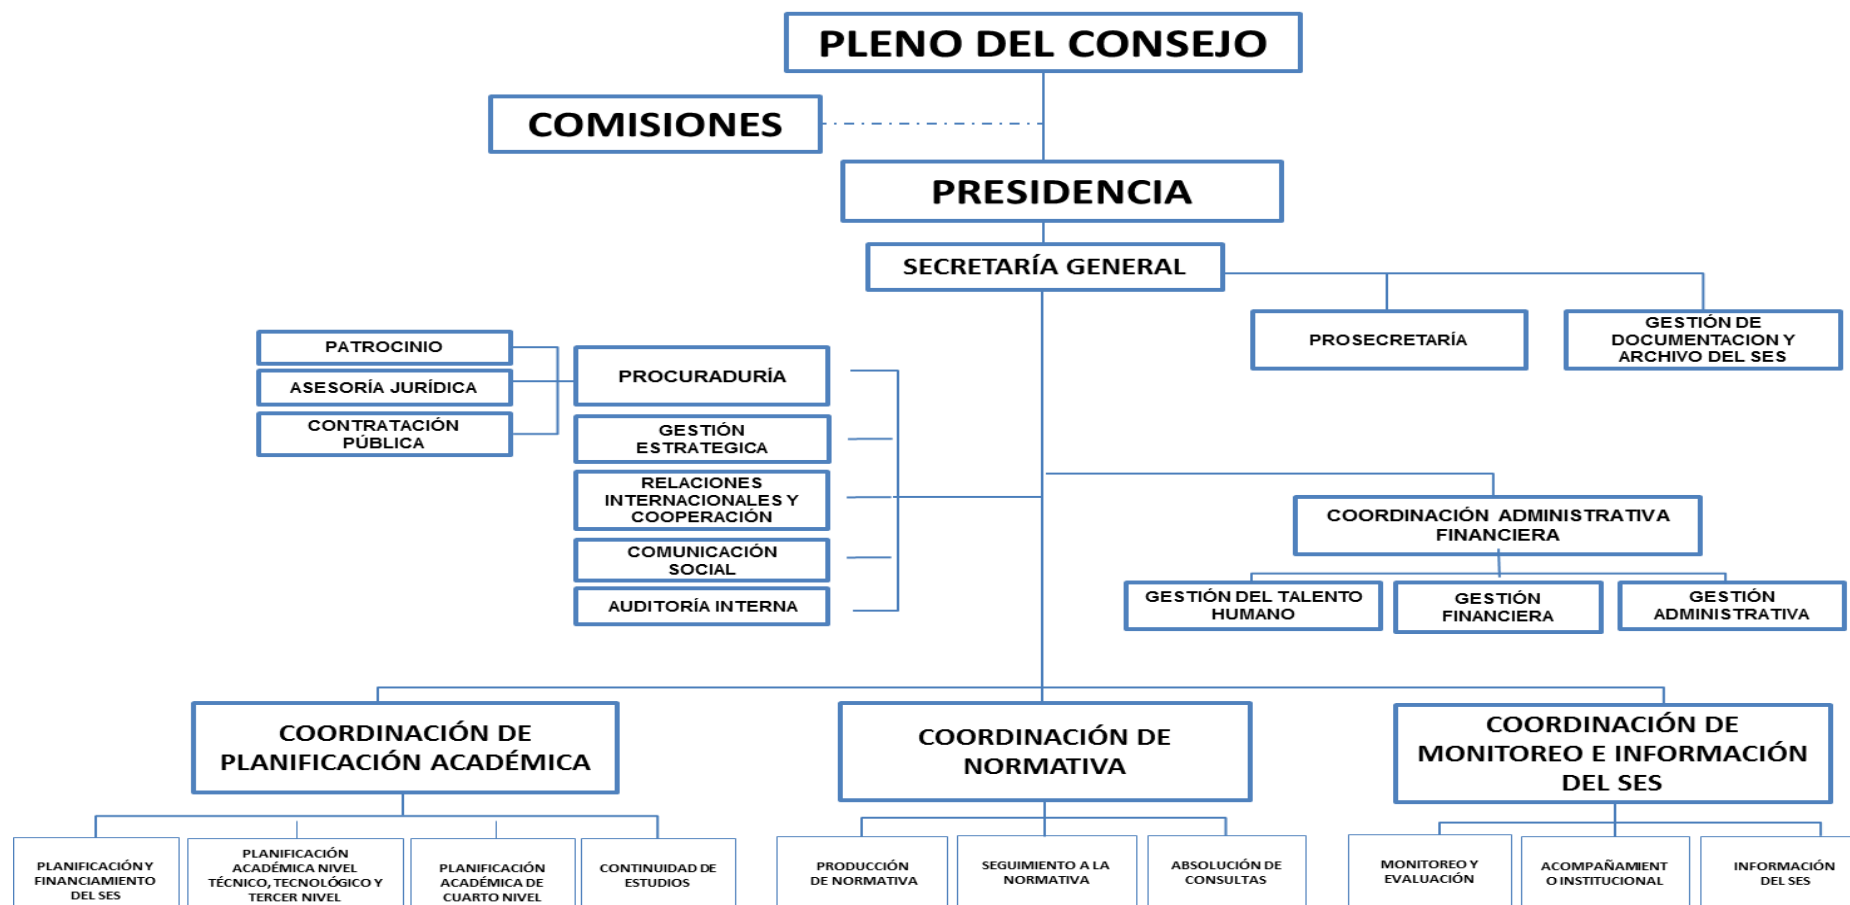 PLENO DEL CONSEJO
COMISIONES
PRESIDENCIA
SECRETARÍA GENERAL
PROSECRETARÍA
GESTIÓN DE
DOCUMENTACION Y
ARCHIVO DEL SES
PATROCINIO
ASESORÍA JURÍDICA
CONTRATACIÓN
PÚBLICA
PROCURADURÍA
GESTIÓN
ESTRATEGICA
RELACIONES
INTERNACIONALES Y
COOPERACIÓN
COMUNICACIÓN
SOCIAL
AUDITORÍA INTERNA
COORDINACIÓN ADMINISTRATIVA
FINANCIERA
GESTIÓN DEL TALENTO
HUMANO
GESTIÓN
FINANCIERA
GESTIÓN
ADMINISTRATIVA
COORDINACIÓN DE
PLANIFICACIÓN ACADÉMICA
COORDINACIÓN DE
NORMATIVA
COORDINACIÓN DE
MONITOREO E INFORMACIÓN
DEL SES
PLANIFICACIÓN Y
FINANCIAMIENTO
DEL SES
PLANIFICACIÓN
ACADÉMICA NIVEL
TÉCNICO, TECNOLÓGICO Y
TERCER NIVEL
PLANIFICACIÓN
ACADÉMICA DE
CUARTO NIVEL
CONTINUIDAD DE
ESTUDIOS
PRODUCCIÓN
DE NORMATIVA
SEGUIMIENTO A LA
NORMATIVA
ABSOLUCIÓN DE
CONSULTAS
MONITOREO Y
EVALUACIÓN
ACOMPAÑAMIENT
O INSTITUCIONAL
INFORMACIÓN
DEL SES